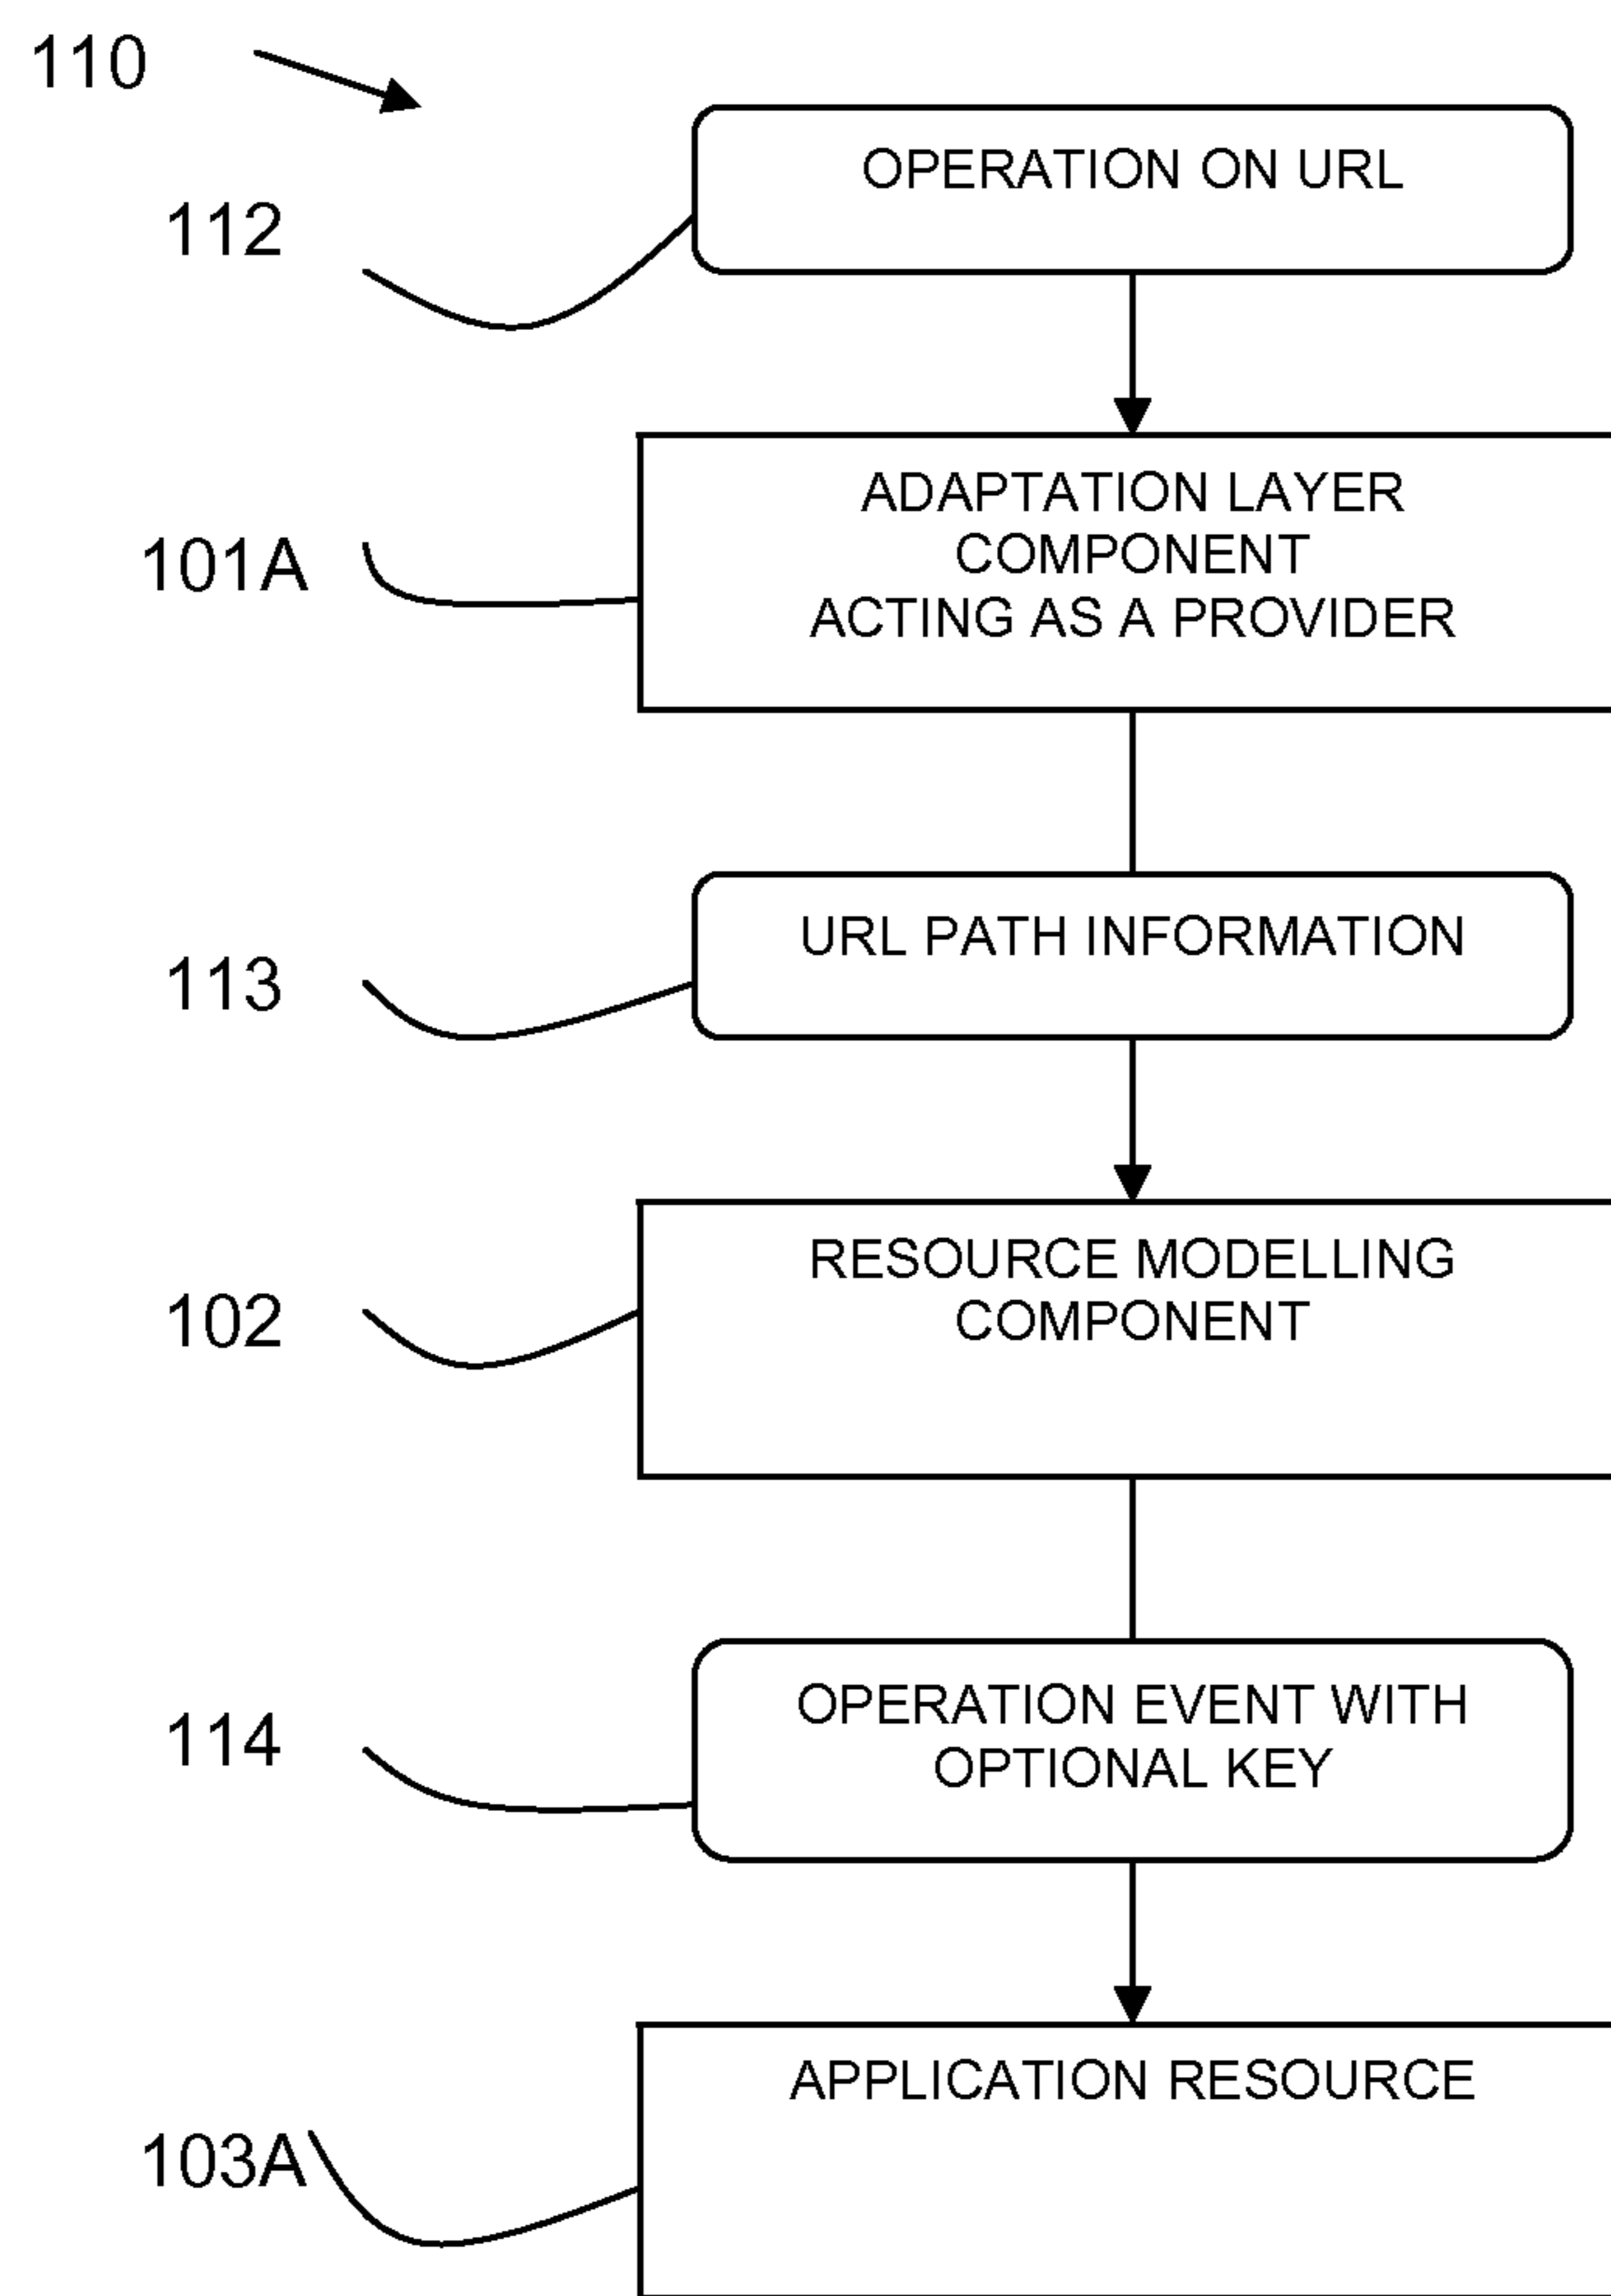 110
OPERATION ON URL
112
ADAPTATION LAYER
COMPONENT
ACTING AS A PROVIDER
101A
URL PATH INFORMATION
113
RESOURCE MODELLING
COMPONENT
102
OPERATION EVENT WITH
OPTIONAL KEY
114
APPLICATION RESOURCE
103A